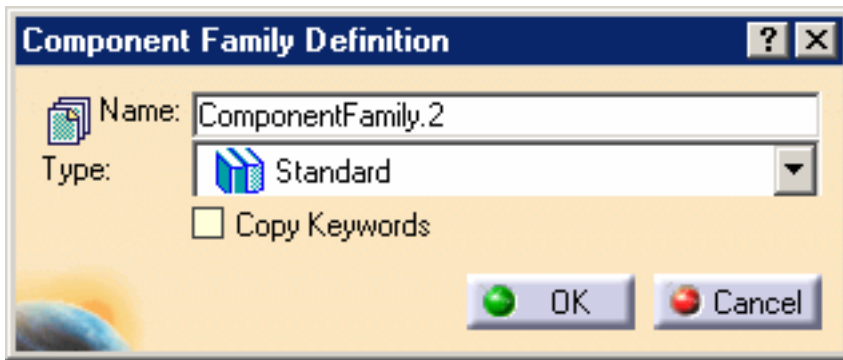 Component Family Definition ? X
Name: ComponentFamily.2
Type: Standard
Copy Keywords
OK Cancel